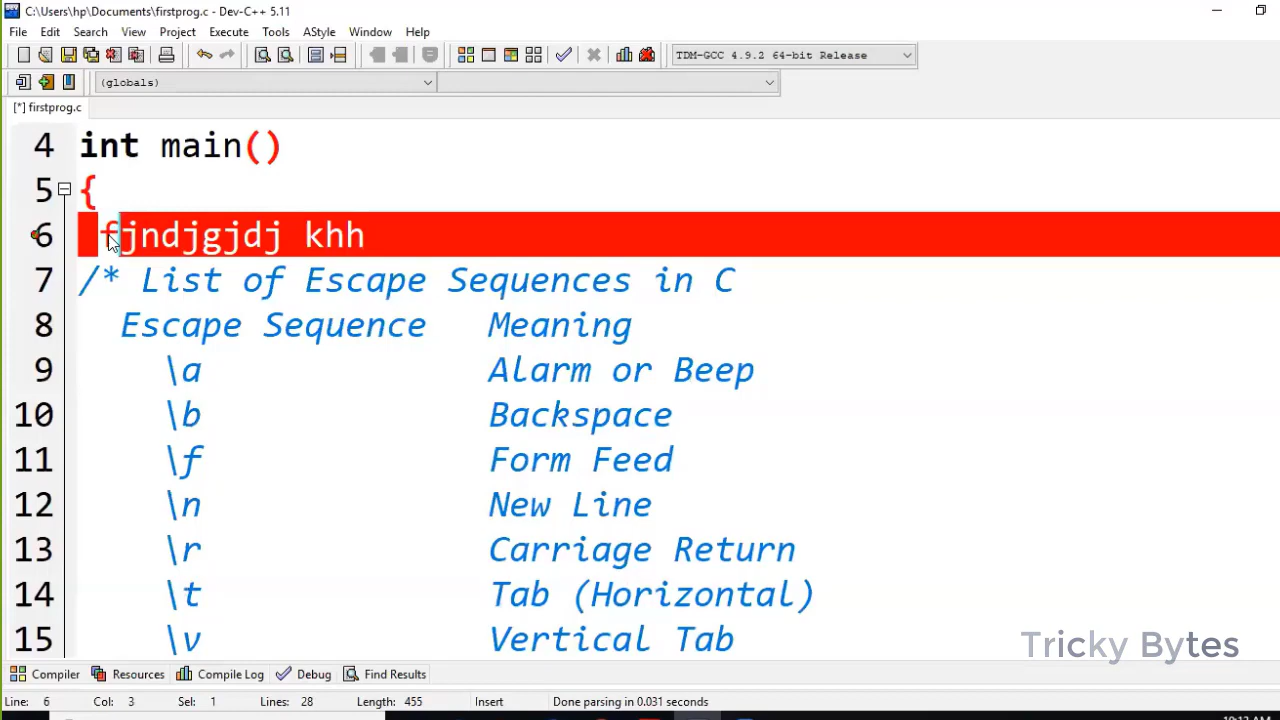 C:\Users\hp\Documents\firstprog.c - Dev-C++ 5.11
File Edit Search View Project Execute Tools AStyle Window Help
TDM-GCC 4.9.2 64-bit Release
(globals)
[*] firstprog.c
4 int main()
5 {
6 fjndjgjdj khh
7 /* List of Escape Sequences in C
8 Escape Sequence Meaning
9 \a Alarm or Beep
10 \b Backspace
11 \f Form Feed
12 \n New Line
13 \r Carriage Return
14 \t Tab (Horizontal)
15 \v Vertical Tab
Tricky Bytes
Compiler Resources Compile Log Debug Find Results
Line: 6 Col: 3 Sel: 1 Lines: 28 Length: 455 Insert Done parsing in 0.031 seconds